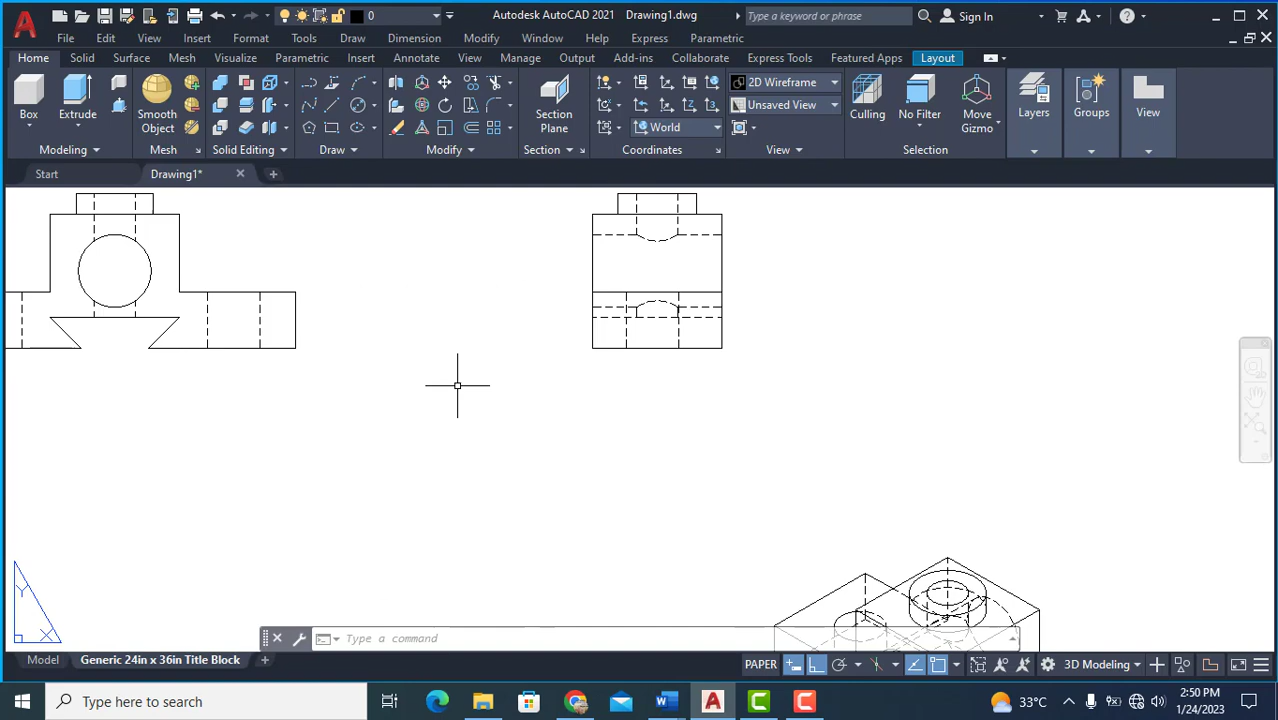 0
Autodesk AutoCAD 2021 Drawing1.dwg
Type a keyword or phrase
Sign In
File Edit View Insert Format Tools Draw Dimension Modify Window Help Express Parametric
Home Solid Surface Mesh Visualize Parametric Insert Annotate View Manage Output Add-ins Collaborate Express Tools Featured Apps Layout
Box
Extrude
Smooth
Object
Section
Plane
2D Wireframe
Unsaved View
World
Culling
No Filter
Move
Gizmo
Layers
Groups
View
Modeling
Mesh
Solid Editing
Draw
Modify
Section
Coordinates
View
Selection
Start
Drawing1*
Y
X
Type a command
Model
Generic 24in x 36in Title Block
PAPER
3D Modeling
Type here to search
33°C
2:50 PM
1/24/2023